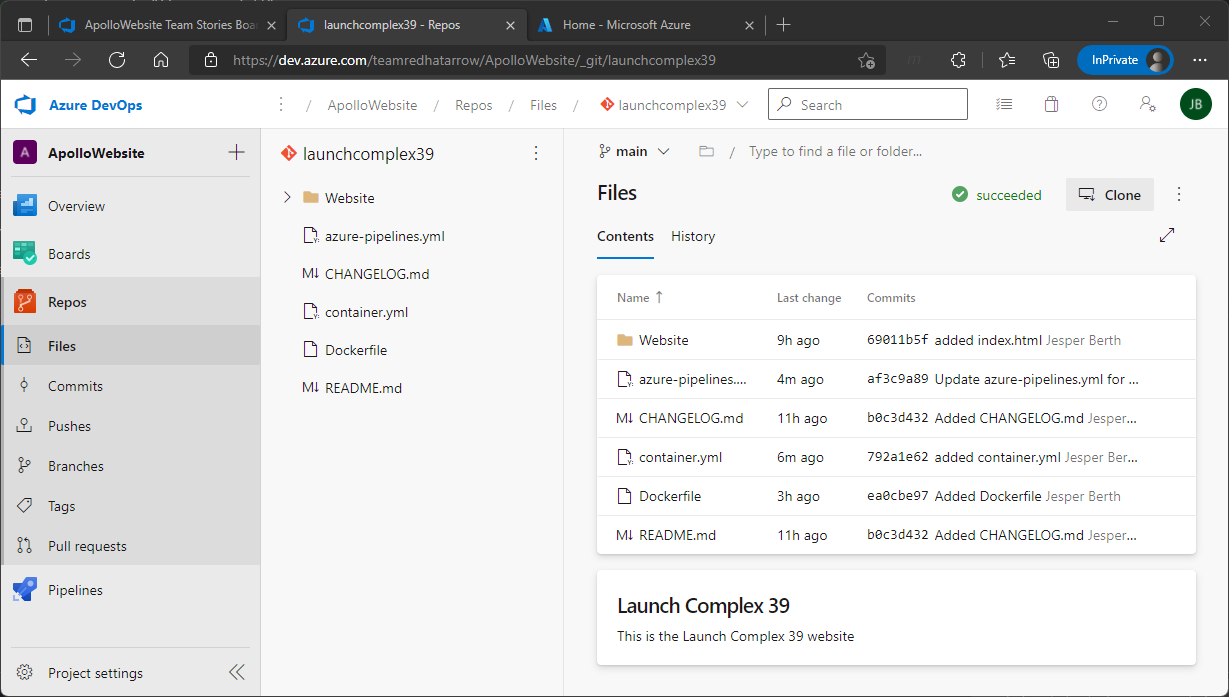 ApolloWebsite Team Stories Boa
launchcomplex39 - Repos
Home - Microsoft Azure
https://dev.azure.com/teamredhatarrow/ApolloWebsite/_git/launchcomplex39
InPrivate
Azure DevOps
/ ApolloWebsite / Repos / Files / launchcomplex39
Search
JB
A ApolloWebsite
Overview
Boards
Repos
Files
Commits
Pushes
Branches
Tags
Pull requests
Pipelines
Project settings
launchcomplex39
Website
azure-pipelines.yml
M↓ CHANGELOG.md
container.yml
Dockerfile
M↓ README.md
main / Type to find a file or folder...
Files
succeeded
Clone
Contents History
Name ↑ Last change Commits
Website 9h ago 69011b5f added index.html Jesper Berth
azure-pipelines.... 4m ago af3c9a89 Update azure-pipelines.yml for ...
M↓ CHANGELOG.md 11h ago b0c3d432 Added CHANGELOG.md Jesper...
container.yml 6m ago 792a1e62 added container.yml Jesper Ber...
Dockerfile 3h ago ea0cbe97 Added Dockerfile Jesper Berth
M↓ README.md 11h ago b0c3d432 Added CHANGELOG.md Jesper...
Launch Complex 39
This is the Launch Complex 39 website